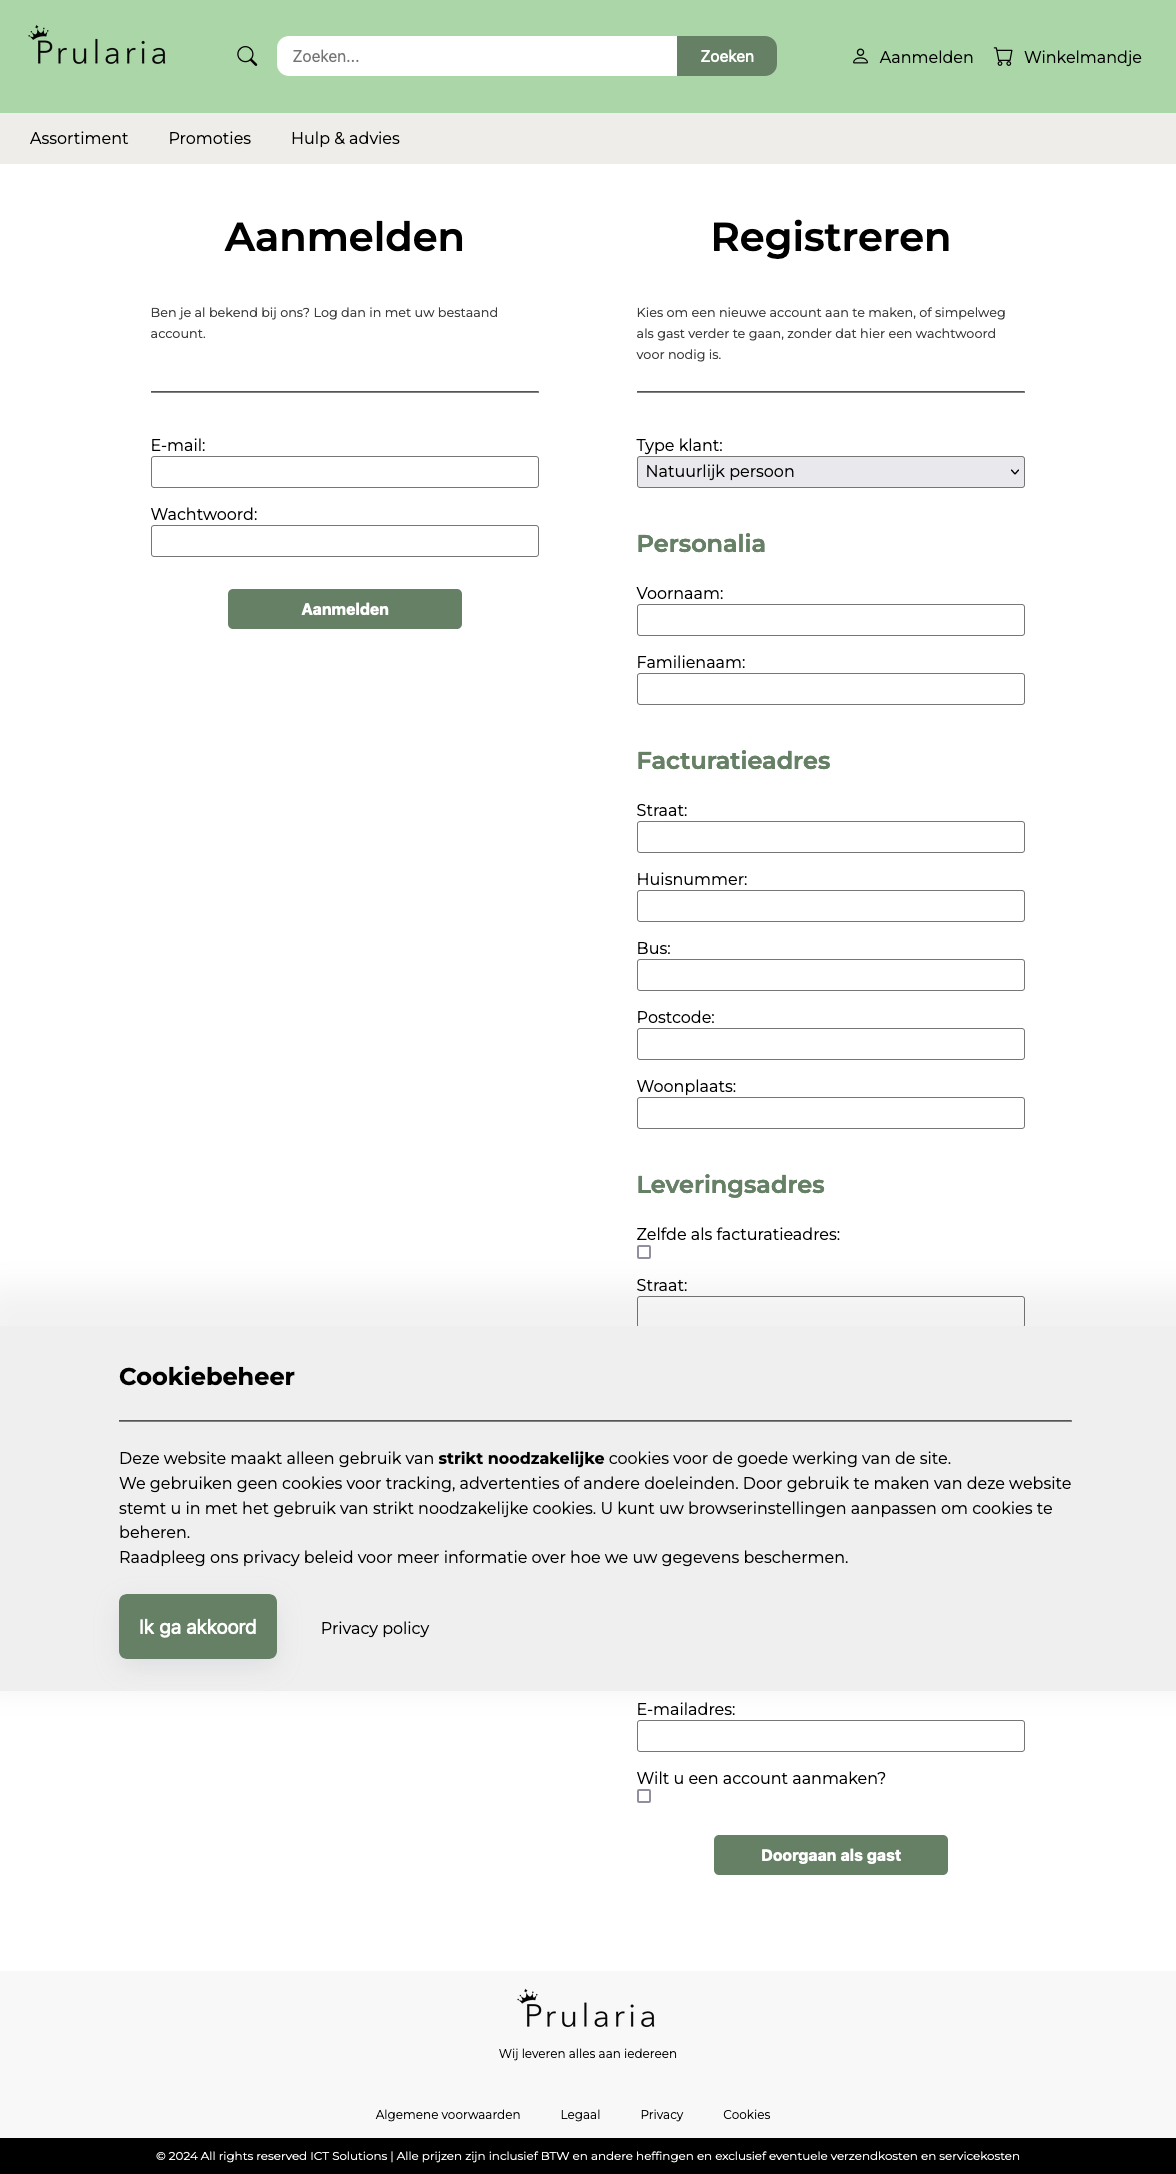 Prularia
Zoeken...
Zoeken
Aanmelden
Winkelmandje
Assortiment
Promoties
Hulp & advies
Aanmelden
Ben je al bekend bij ons? Log dan in met uw bestaand
account.
E-mail:
Wachtwoord:
Aanmelden
Registreren
Kies om een nieuwe account aan te maken, of simpelweg
als gast verder te gaan, zonder dat hier een wachtwoord
voor nodig is.
Type klant:
Natuurlijk persoon
Personalia
Voornaam:
Familienaam:
Facturatieadres
Straat:
Huisnummer:
Bus:
Postcode:
Woonplaats:
Leveringsadres
Zelfde als facturatieadres:
Straat:
Cookiebeheer
Deze website maakt alleen gebruik van strikt noodzakelijke cookies voor de goede werking van de site.
We gebruiken geen cookies voor tracking, advertenties of andere doeleinden. Door gebruik te maken van deze website
stemt u in met het gebruik van strikt noodzakelijke cookies. U kunt uw browserinstellingen aanpassen om cookies te
beheren.
Raadpleeg ons privacy beleid voor meer informatie over hoe we uw gegevens beschermen.
Ik ga akkoord
Privacy policy
E-mailadres:
Wilt u een account aanmaken?
Doorgaan als gast
Prularia
Wij leveren alles aan iedereen
Algemene voorwaarden
Legaal
Privacy
Cookies
© 2024 All rights reserved ICT Solutions | Alle prijzen zijn inclusief BTW en andere heffingen en exclusief eventuele verzendkosten en servicekosten